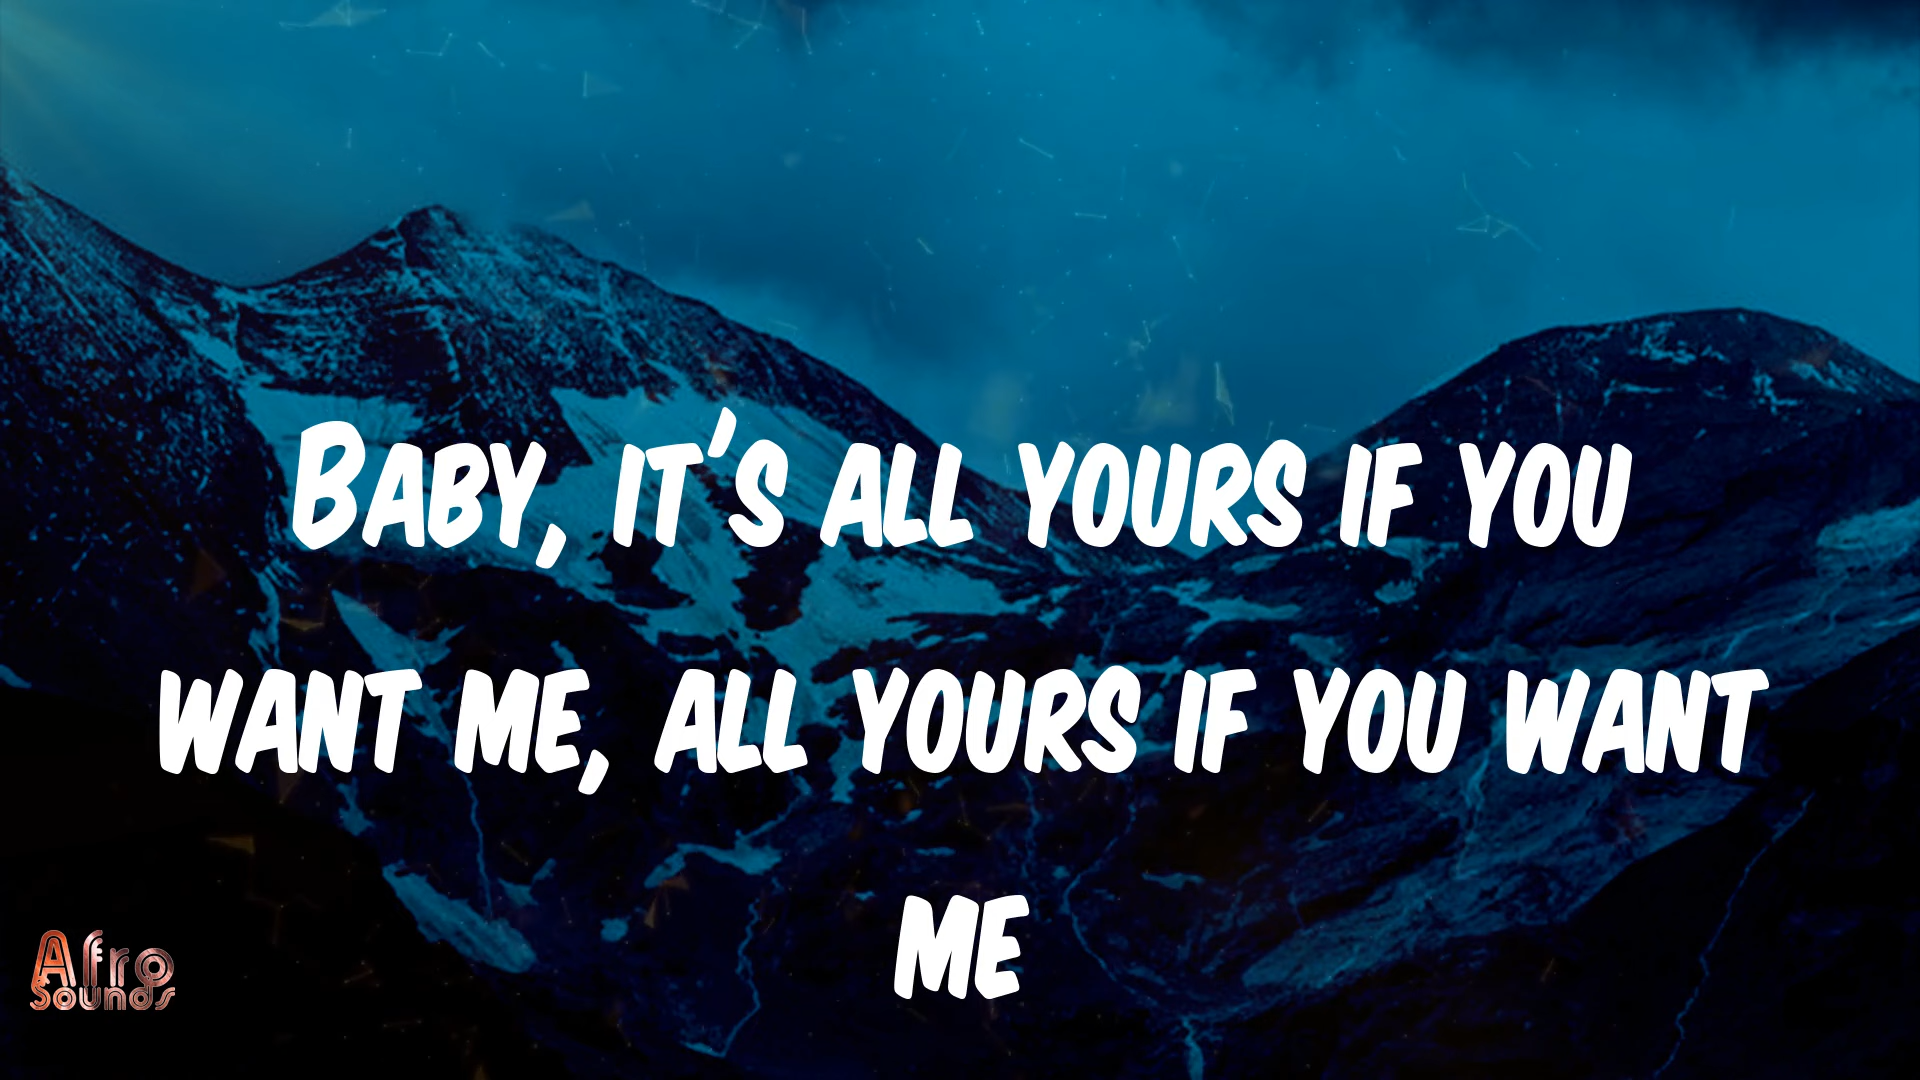 Baby, it's all yours if you
want me, all yours if you want
me
Afro
Sounds